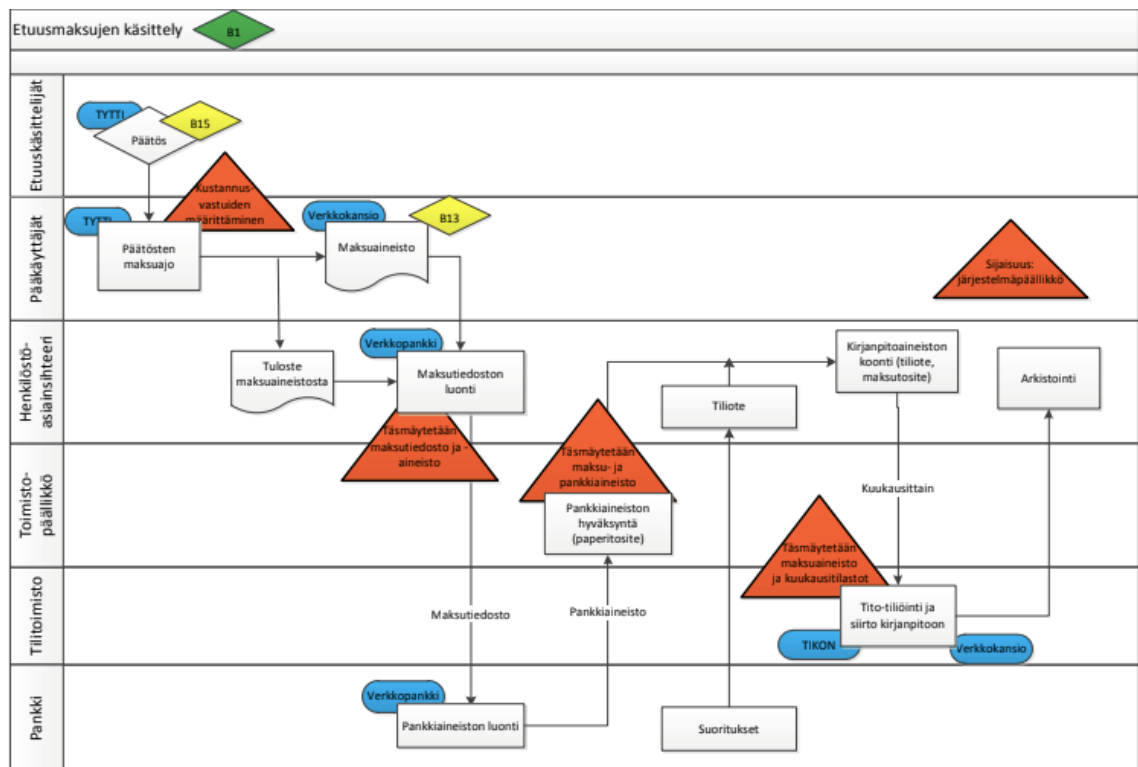 Etuusmaksujen käsittely
B1
Etuuskäsittelijät
TYTTI
B15
Päätös
Kustannus-
vastuiden
määrittäminen
Pääkäyttäjät
TYTTI
Päätösten
maksuajo
Verkkokansio
Maksuaineisto
B13
Sijaisuus:
järjestelmäpäällikkö
Henkilöstö-
asiainsihteeri
Tuloste
maksuaineistosta
Verkkopankki
Maksutiedoston
luonti
Tiliote
Kirjanpitoaineiston
koonti (tiliote,
maksutosite)
Arkistointi
Täsmäytetään
maksutiedosto ja -
aineisto
Täsmäytetään
maksu- ja
pankkiaineisto
Toimisto-
päällikkö
Pankkiaineiston
hyväksyntä
(paperitosite)
Kuukausittain
Täsmäytetään
maksuaineisto
ja kuukausitilastot
Tilitoimisto
Maksutiedosto
Pankkiaineisto
Tito-tiliöinti ja
siirto kirjanpitoon
TIKON
Verkkokansio
Pankki
Verkkopankki
Pankkiaineiston luonti
Suoritukset